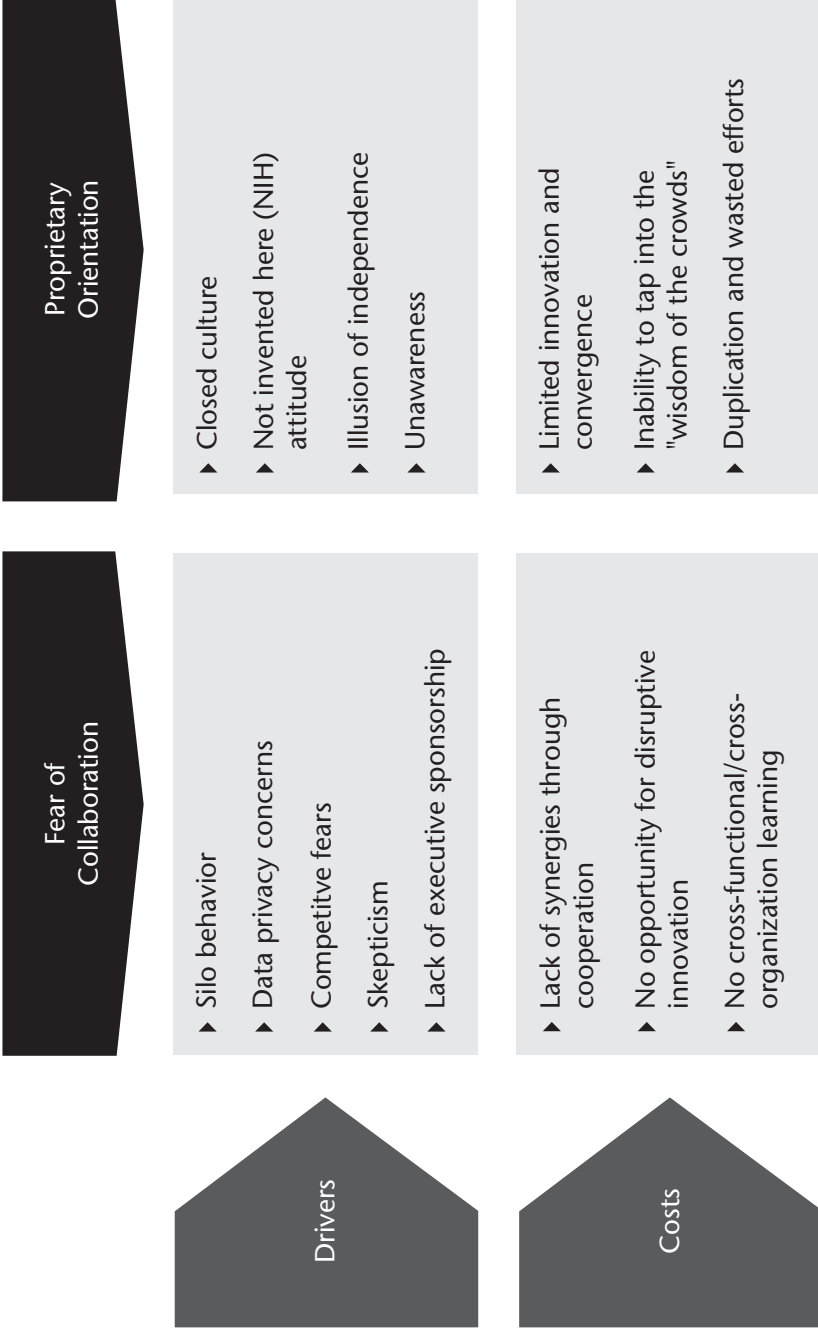 Fear of
Collaboration
Proprietary
Orientation
Drivers
▶ Silo behavior
▶ Data privacy concerns
▶ Competitve fears
▶ Skepticism
▶ Lack of executive sponsorship
▶ Closed culture
▶ Not invented here (NIH)
attitude
▶ Illusion of independence
▶ Unawareness
Costs
▶ Lack of synergies through
cooperation
▶ No opportunity for disruptive
innovation
▶ No cross-functional/cross-
organization learning
▶ Limited innovation and
convergence
▶ Inability to tap into the
"wisdom of the crowds"
▶ Duplication and wasted efforts